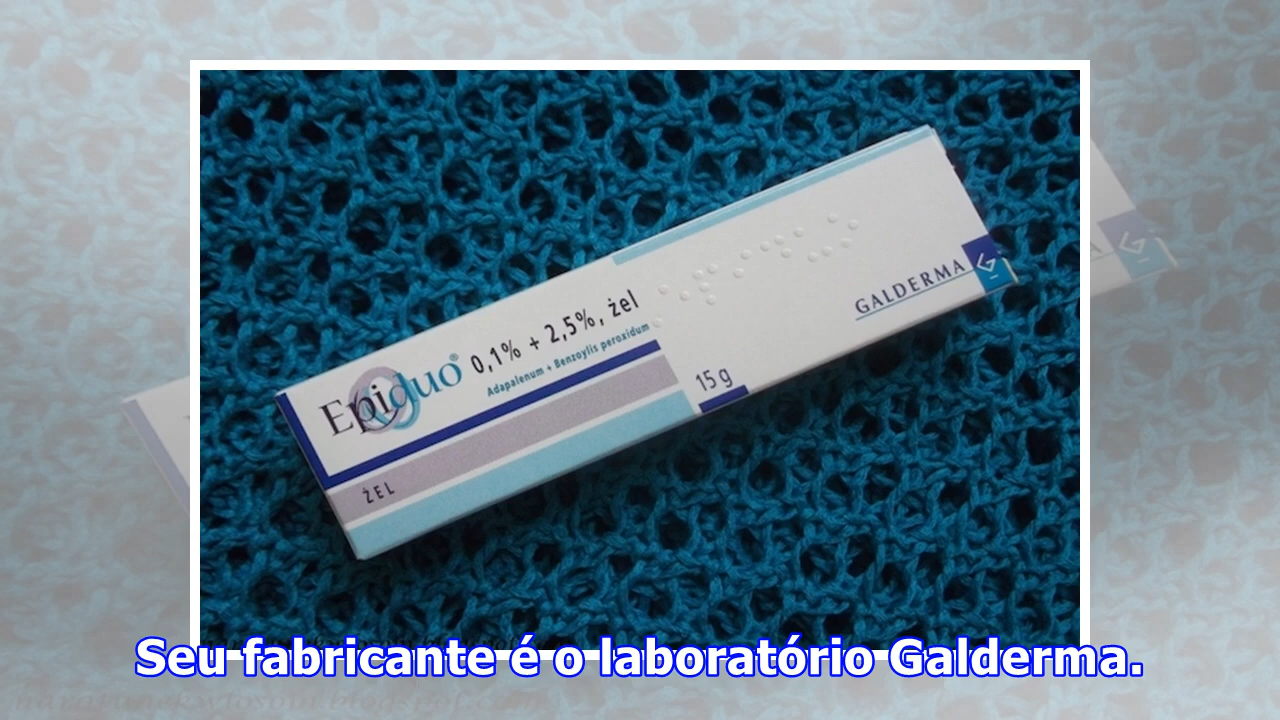 Epiduo® 0,1% + 2,5%, żel
Adapalenum + Benzoylis peroxidum
ŻEL
15 g
GALDERMA
Seu fabricante é o laboratório Galderma.